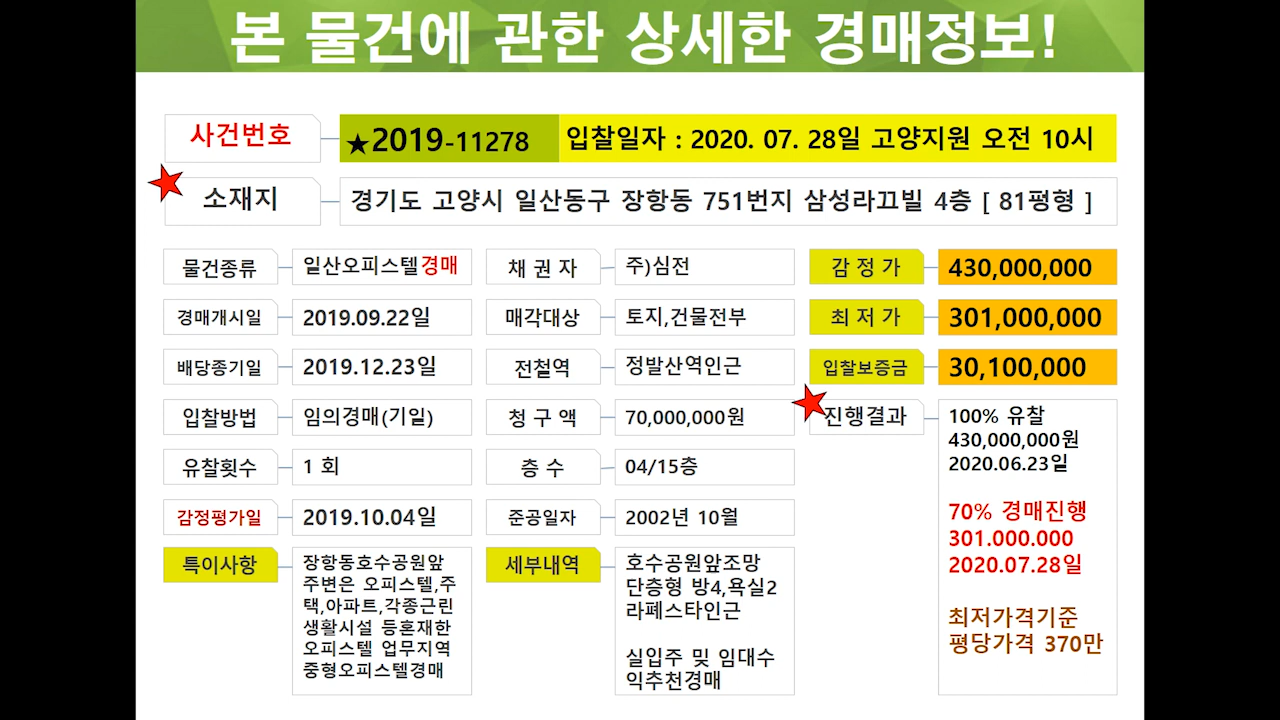 본 물건에 관한 상세한 경매정보!
사건번호
★2019-11278
입찰일자 : 2020. 07. 28일 고양지원 오전 10시
소재지
경기도 고양시 일산동구 장항동 751번지 삼성라끄빌 4층 [ 81평형 ]
물건종류
일산오피스텔경매
채 권 자
주)심전
감 정 가
430,000,000
경매개시일
2019.09.22일
매각대상
토지,건물전부
최 저 가
301,000,000
배당종기일
2019.12.23일
전철역
정발산역인근
입찰보증금
30,100,000
입찰방법
임의경매(기일)
청 구 액
70,000,000원
진행결과
100% 유찰
430,000,000원
2020.06.23일
70% 경매진행
301.000.000
2020.07.28일
최저가격기준
평당가격 370만
유찰횟수
1 회
층 수
04/15층
감정평가일
2019.10.04일
준공일자
2002년 10월
특이사항
장항동호수공원앞
주변은 오피스텔,주
택,아파트,각종근린
생활시설 등혼재한
오피스텔 업무지역
중형오피스텔경매
세부내역
호수공원앞조망
단층형 방4,욕실2
라페스타인근
실입주 및 임대수
익추천경매